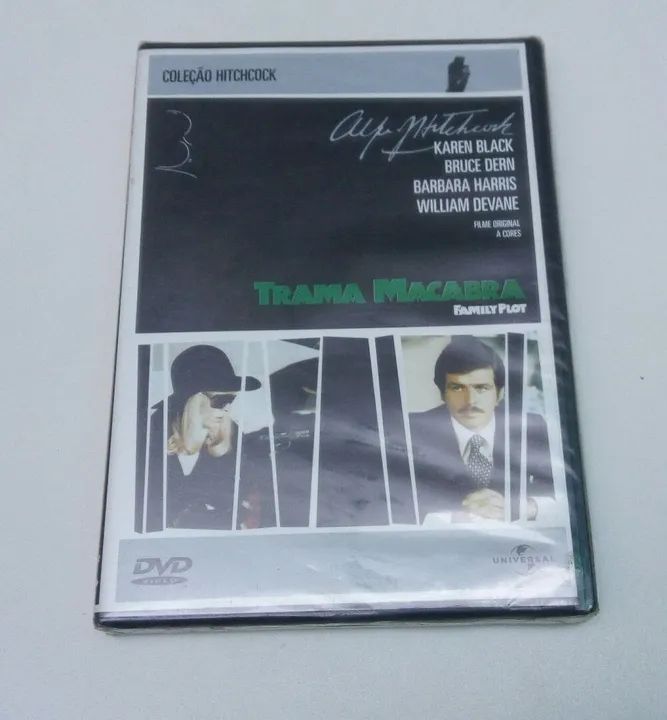 COLEÇÃO HITCHCOCK
Alfred Hitchcock
KAREN BLACK
BRUCE DERN
BARBARA HARRIS
WILLIAM DEVANE
FILME ORIGINAL
A CORES
TRAMA MACABRA
FAMILY PLOT
DVD
VIDEO
UNIVERSAL